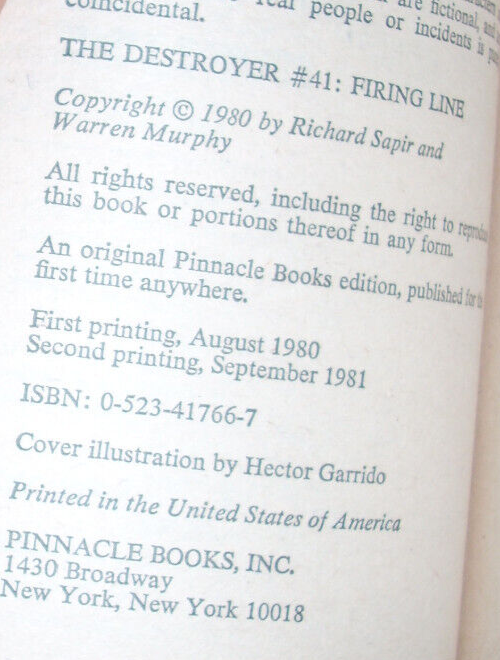 coincidental.
real people or incidents is
are fictional, and
THE DESTROYER #41: FIRING LINE
Copyright © 1980 by Richard Sapir and
Warren Murphy
All rights reserved, including the right to
this book or portions thereof in any form.
An original Pinnacle Books edition, published for
first time anywhere.
First printing, August 1980
Second printing, September 1981
ISBN: 0-523-41766-7
Cover illustration by Hector Garrido
Printed in the United States of America
PINNACLE BOOKS, INC.
1430 Broadway
New York, New York 10018